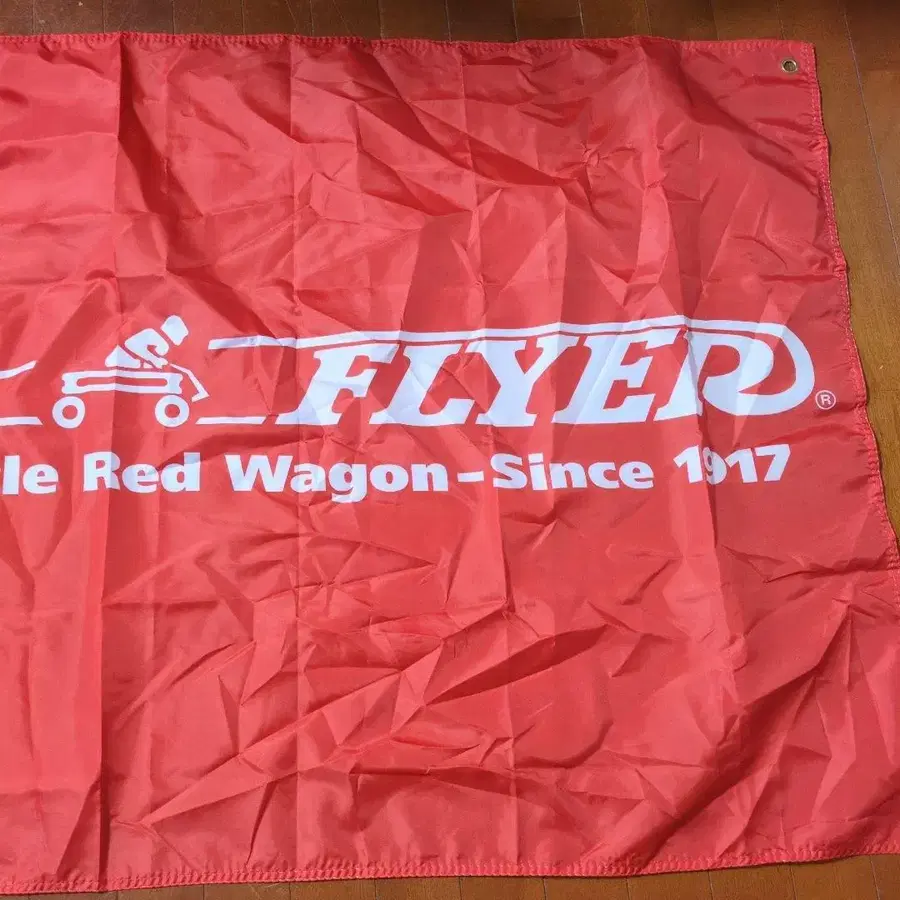 FLYER®
le Red Wagon-Since 1917